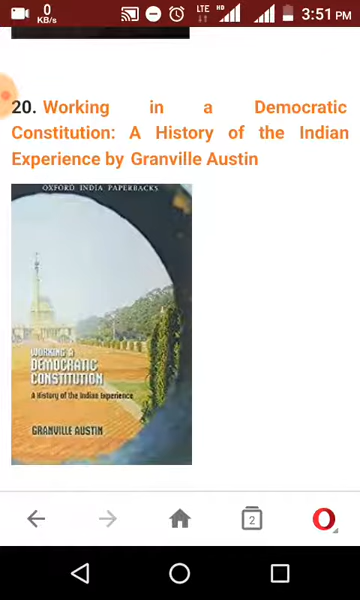 0
KB/s
LTE
HD
3:51 PM
20. Working in a Democratic
Constitution: A History of the Indian
Experience by Granville Austin
OXFORD INDIA PAPERBACKS
WORKING A
DEMOCRATIC
CONSTITUTION
A History of the Indian Experience
GRANVILLE AUSTIN
2